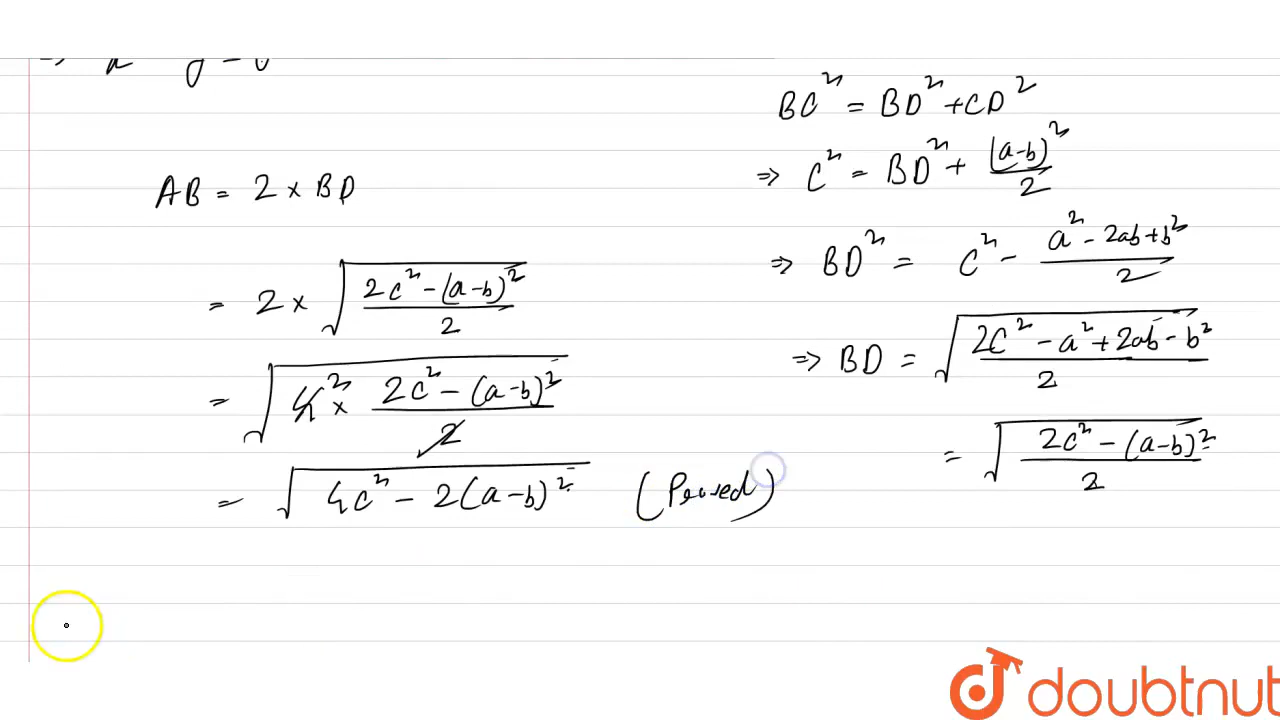 AB = 2 × BD
= 2 × √((2c² - (a-b)²)/2)
= √(4² × (2c² - (a-b)²)/2)
= √(4c² - 2(a-b)²) (Proved)
BC² = BD² + CD²
⇒ C² = BD² + (a-b)²/2
⇒ BD² = C² - (a² - 2ab + b²)/2
⇒ BD = √((2C² - a² + 2ab - b²)/2)
= √((2c² - (a-b)²)/2)
doubtnut